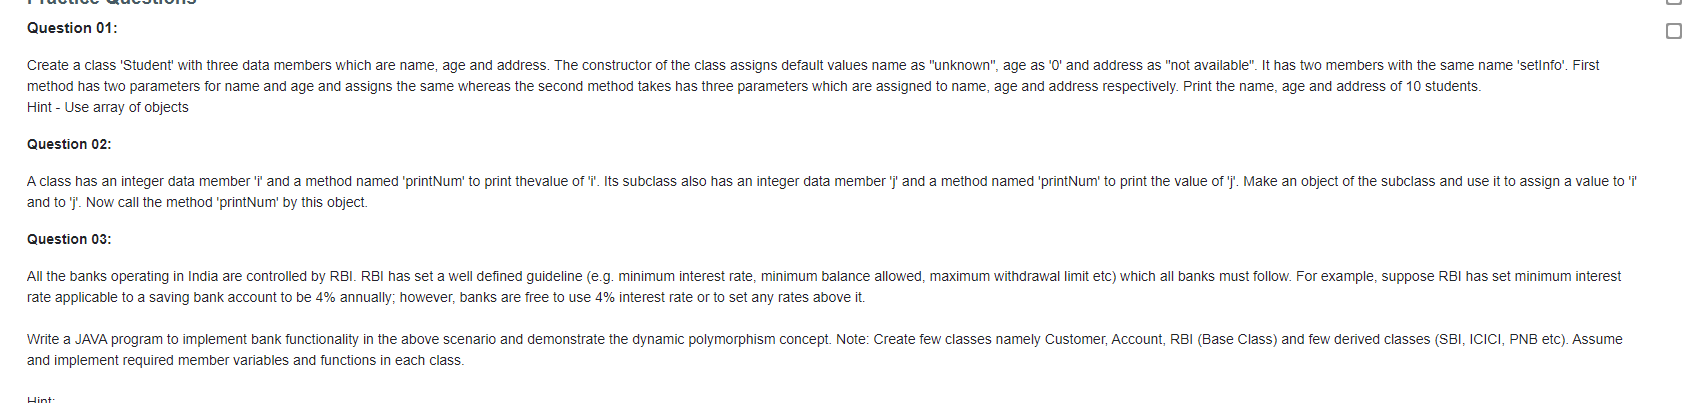 Practice Questions
Question 01:
Create a class 'Student' with three data members which are name, age and address. The constructor of the class assigns default values name as "unknown", age as '0' and address as "not available". It has two members with the same name 'setInfo'. First
method has two parameters for name and age and assigns the same whereas the second method takes has three parameters which are assigned to name, age and address respectively. Print the name, age and address of 10 students.
Hint - Use array of objects
Question 02:
A class has an integer data member 'i' and a method named 'printNum' to print thevalue of 'i'. Its subclass also has an integer data member 'j' and a method named 'printNum' to print the value of 'j'. Make an object of the subclass and use it to assign a value to 'i'
and to 'j'. Now call the method 'printNum' by this object.
Question 03:
All the banks operating in India are controlled by RBI. RBI has set a well defined guideline (e.g. minimum interest rate, minimum balance allowed, maximum withdrawal limit etc) which all banks must follow. For example, suppose RBI has set minimum interest
rate applicable to a saving bank account to be 4% annually; however, banks are free to use 4% interest rate or to set any rates above it.
Write a JAVA program to implement bank functionality in the above scenario and demonstrate the dynamic polymorphism concept. Note: Create few classes namely Customer, Account, RBI (Base Class) and few derived classes (SBI, ICICI, PNB etc). Assume
and implement required member variables and functions in each class.
Hint: